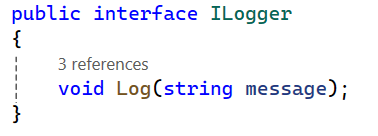 public interface ILogger
{
3 references
void Log(string message);
}